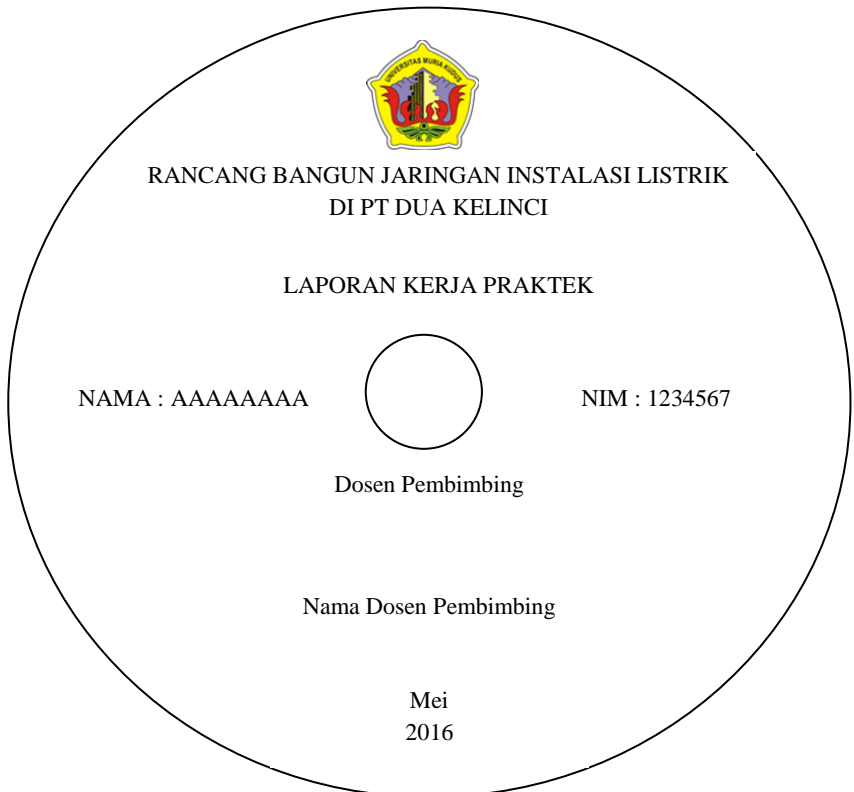 UNIVERSITAS MURIA KUDUS
RANCANG BANGUN JARINGAN INSTALASI LISTRIK
DI PT DUA KELINCI
LAPORAN KERJA PRAKTEK
NAMA : AAAAAAAA
NIM : 1234567
Dosen Pembimbing
Nama Dosen Pembimbing
Mei
2016